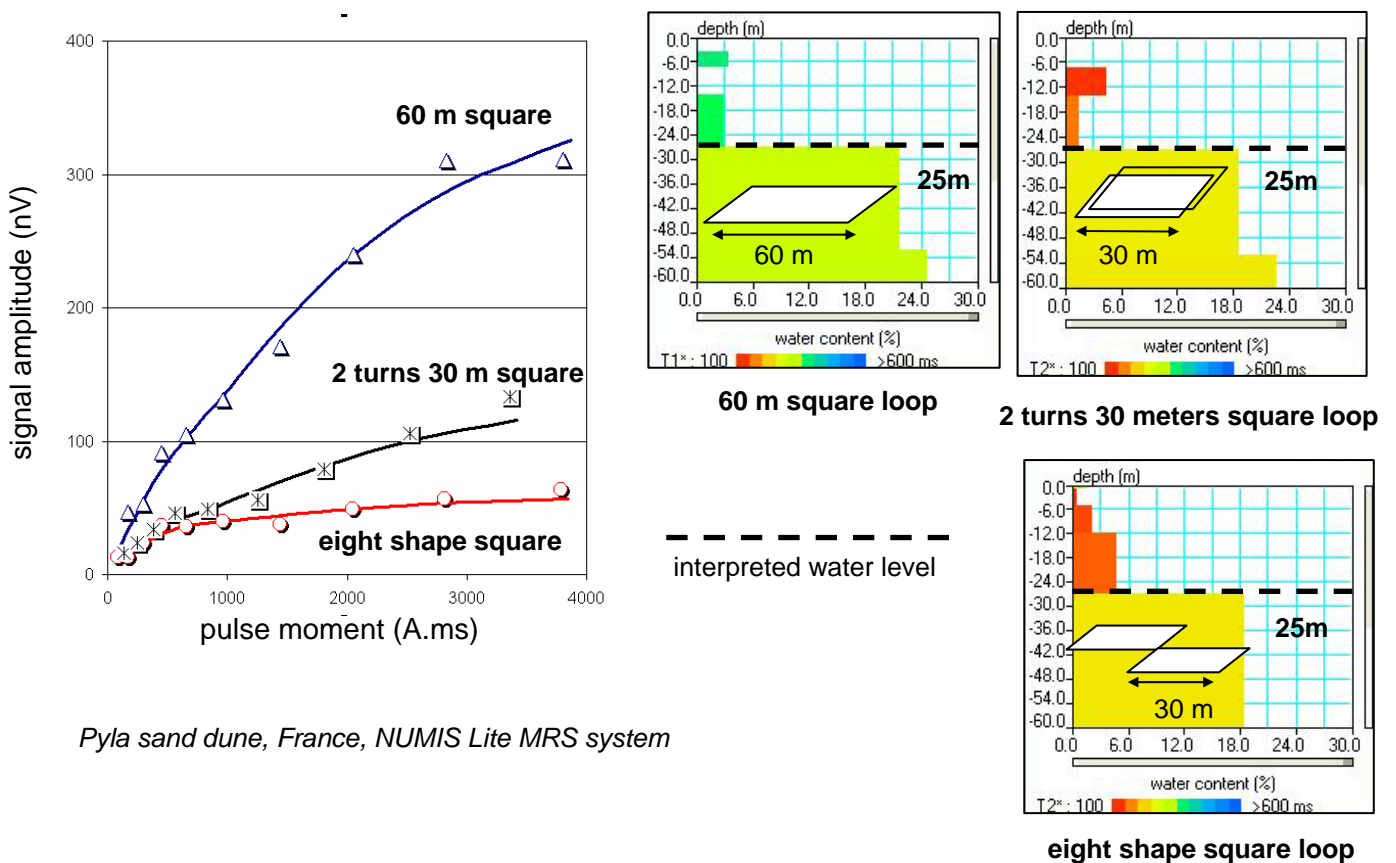 400
300
200
100
0
0
1000
2000
3000
4000
signal amplitude (nV)
pulse moment (A.ms)
60 m square
2 turns 30 m square
eight shape square
Pyla sand dune, France, NUMIS Lite MRS system
depth (m)
0.0
-6.0
-12.0
-18.0
-24.0
-30.0
-36.0
-42.0
-48.0
-54.0
-60.0
25m
60 m
0.0 6.0 12.0 18.0 24.0 30.0
water content (%)
T1* : 100 >600 ms
60 m square loop
depth (m)
0.0
-6.0
-12.0
-18.0
-24.0
-30.0
-36.0
-42.0
-48.0
-54.0
-60.0
25m
30 m
0.0 6.0 12.0 18.0 24.0 30.0
water content (%)
T2* : 100 >600 ms
2 turns 30 meters square loop
interpreted water level
depth (m)
0.0
-6.0
-12.0
-18.0
-24.0
-30.0
-36.0
-42.0
-48.0
-54.0
-60.0
25m
30 m
0.0 6.0 12.0 18.0 24.0 30.0
water content (%)
T2* : 100 >600 ms
eight shape square loop